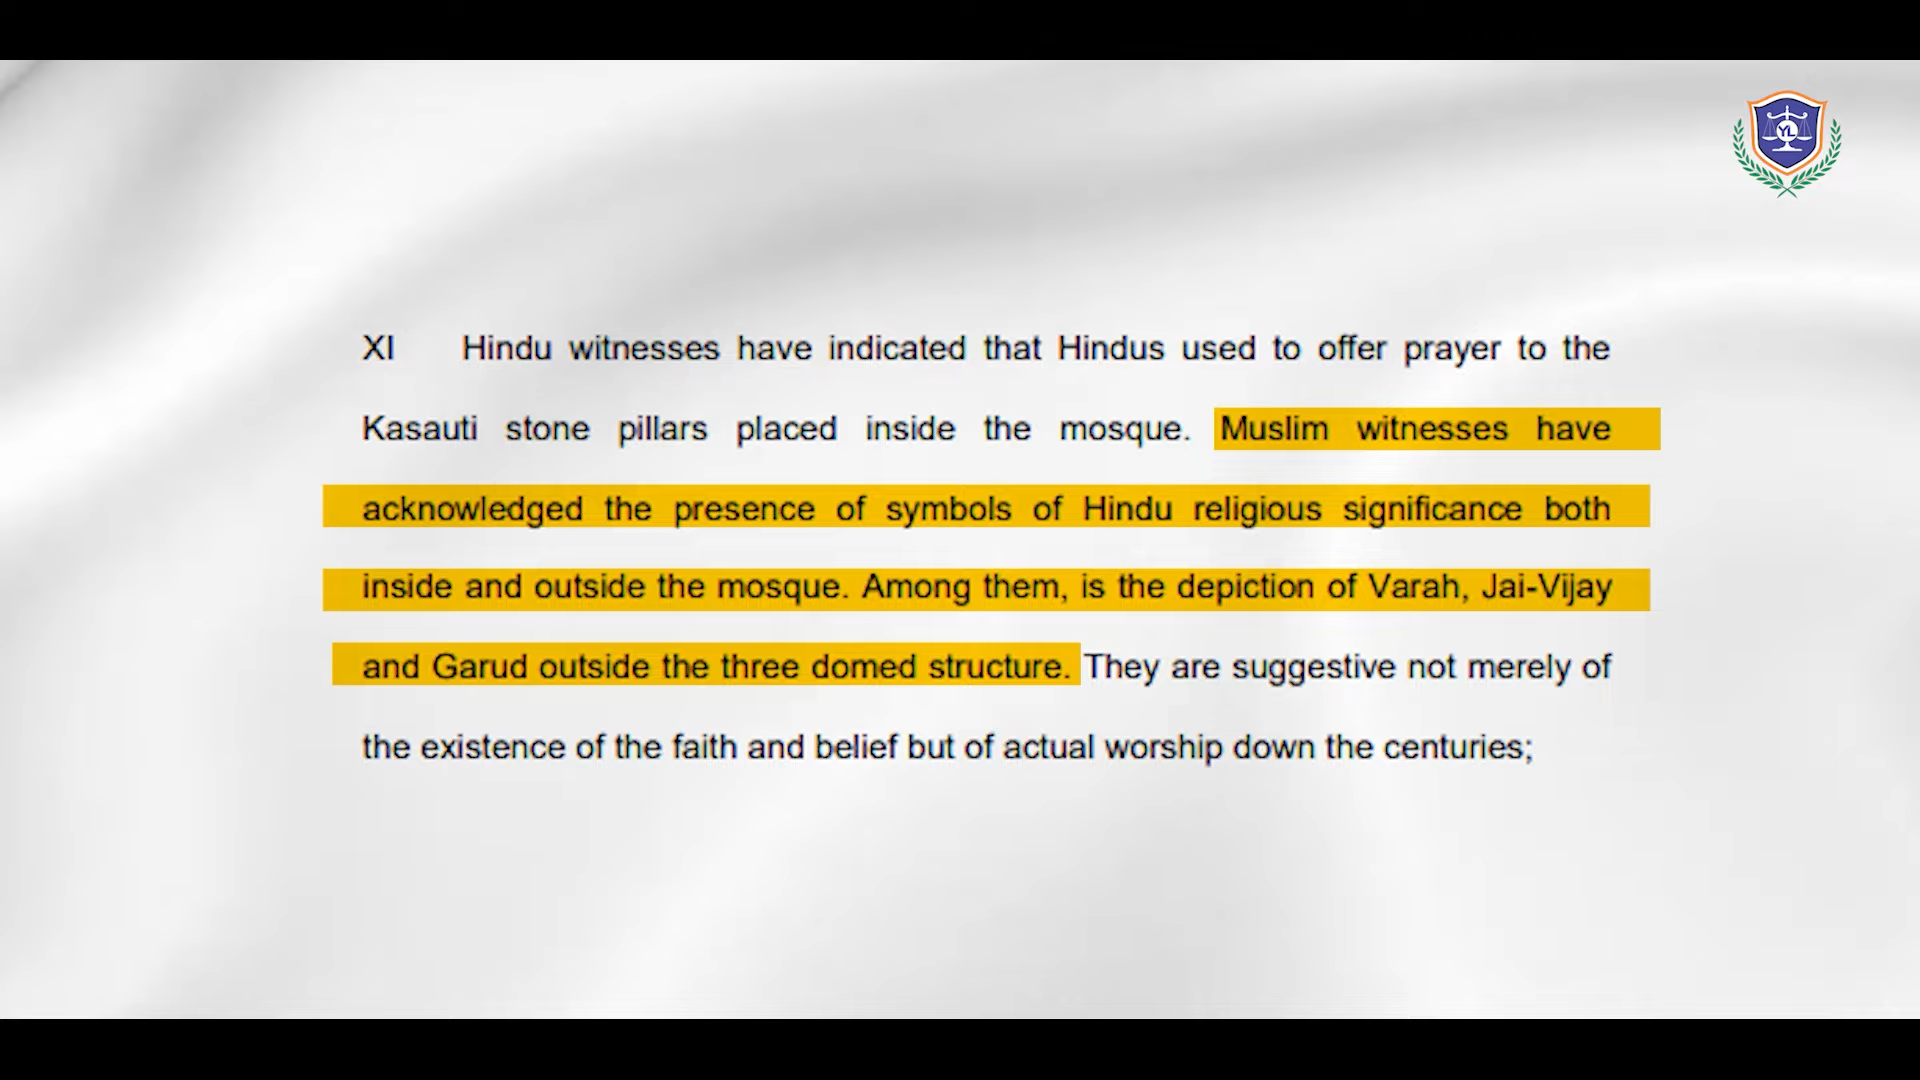 YL
XI Hindu witnesses have indicated that Hindus used to offer prayer to the
Kasauti stone pillars placed inside the mosque. Muslim witnesses have
acknowledged the presence of symbols of Hindu religious significance both
inside and outside the mosque. Among them, is the depiction of Varah, Jai-Vijay
and Garud outside the three domed structure. They are suggestive not merely of
the existence of the faith and belief but of actual worship down the centuries;